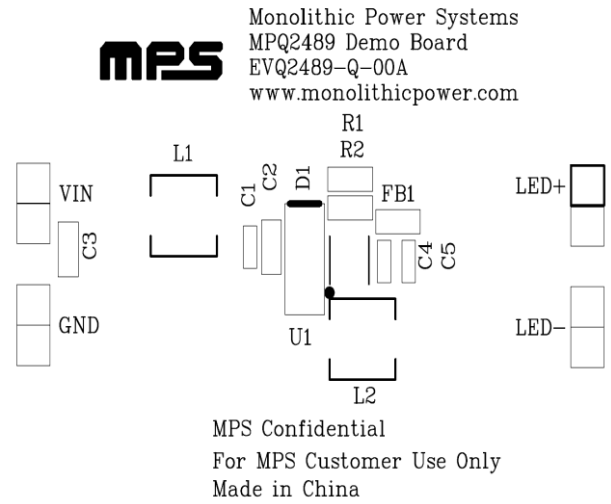 mps
Monolithic Power Systems
MPQ2489 Demo Board
EVQ2489-Q-00A
www.monolithicpower.com
R1
R2
L1
D1
C1
C2
FB1
VIN
C3
LED+
C4
C5
GND
U1
LED-
L2
MPS Confidential
For MPS Customer Use Only
Made in China